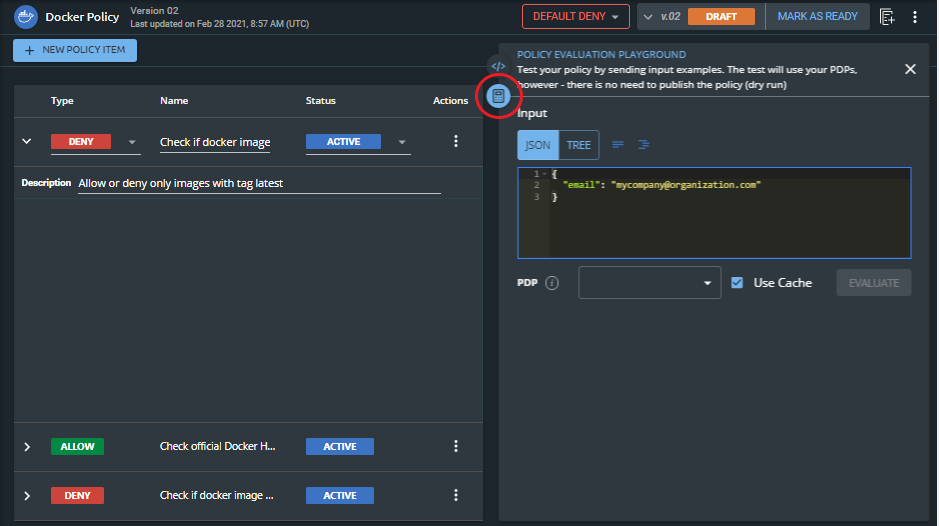 Docker Policy
Version 02
Last updated on Feb 28 2021, 8:57 AM (UTC)
DEFAULT DENY
v.02
DRAFT
MARK AS READY
+ NEW POLICY ITEM
Type Name Status Actions
DENY Check if docker image ACTIVE
Description Allow or deny only images with tag latest
ALLOW Check official Docker H... ACTIVE
DENY Check if docker image ... ACTIVE
</>
POLICY EVALUATION PLAYGROUND
Test your policy by sending input examples. The test will use your PDPs,
however - there is no need to publish the policy (dry run)
Input
JSON TREE
1 {
2 "email": "mycompany@organization.com"
3 }
PDP i Use Cache EVALUATE